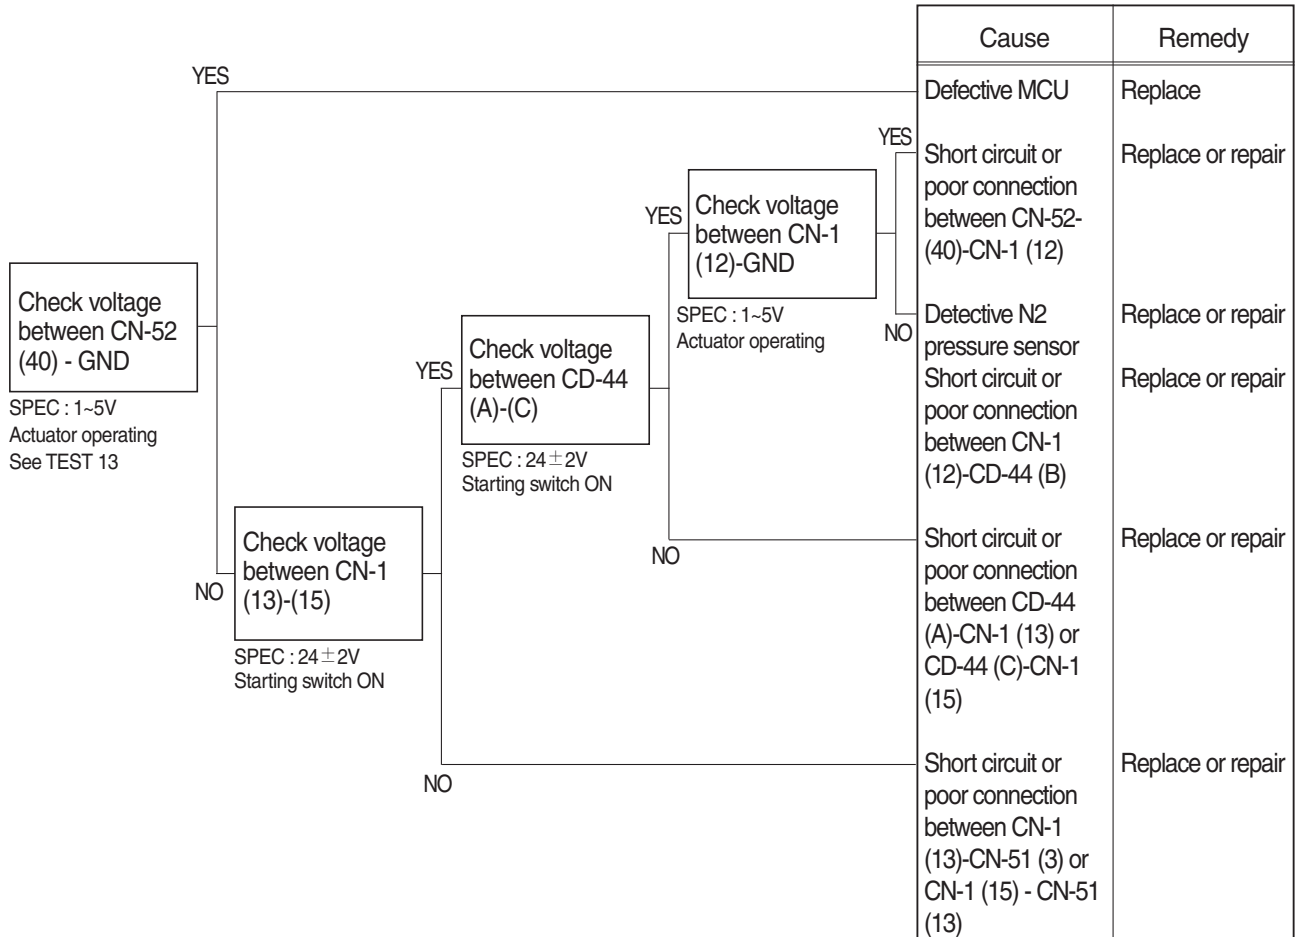 Cause
Remedy
YES
Defective MCU
Replace
YES
Short circuit or
poor connection
between CN-52-
(40)-CN-1 (12)
Replace or repair
YES
Check voltage
between CN-1
(12)-GND
SPEC : 1~5V
Actuator operating
NO
Detective N2
pressure sensor
Replace or repair
Short circuit or
poor connection
between CN-1
(12)-CD-44 (B)
Replace or repair
Check voltage
between CN-52
(40) - GND
SPEC : 1~5V
Actuator operating
See TEST 13
YES
Check voltage
between CD-44
(A)-(C)
SPEC : 24±2V
Starting switch ON
NO
Short circuit or
poor connection
between CD-44
(A)-CN-1 (13) or
CD-44 (C)-CN-1
(15)
Replace or repair
NO
Check voltage
between CN-1
(13)-(15)
SPEC : 24±2V
Starting switch ON
NO
Short circuit or
poor connection
between CN-1
(13)-CN-51 (3) or
CN-1 (15) - CN-51
(13)
Replace or repair